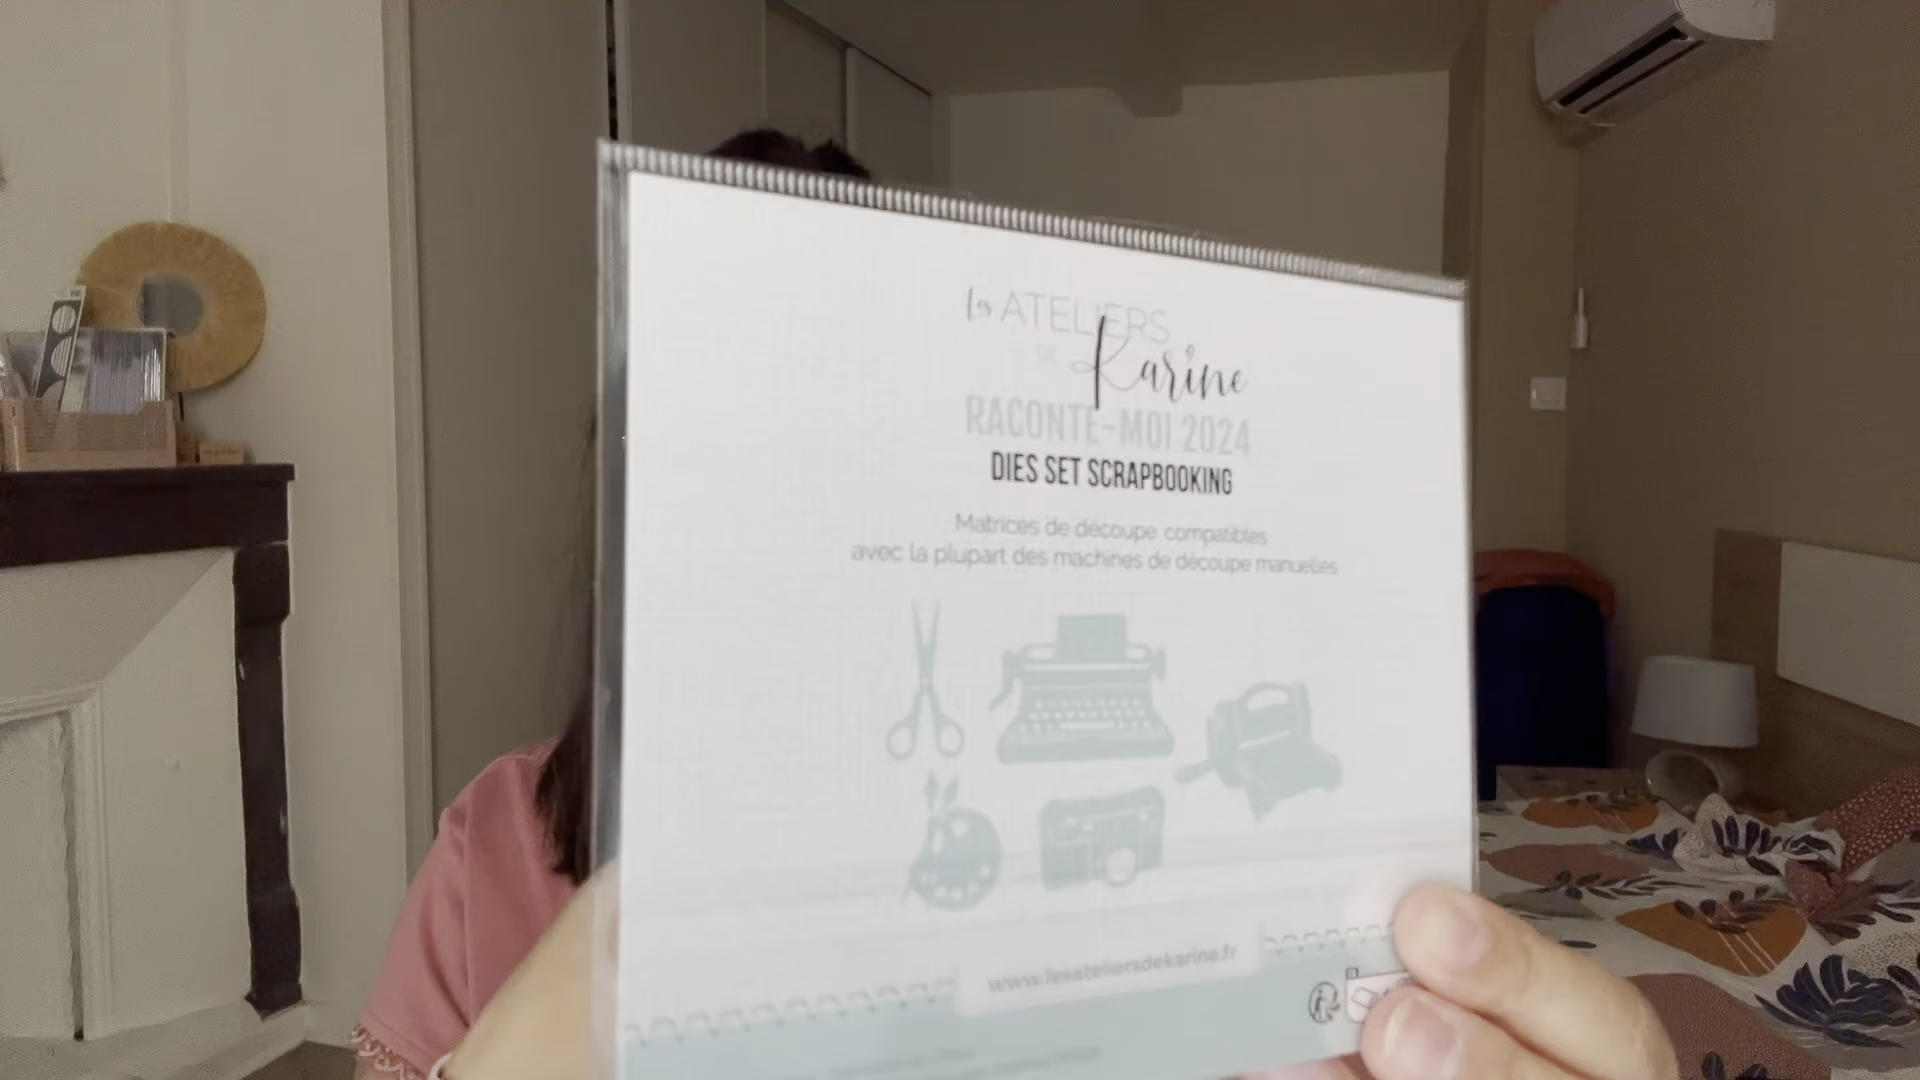 Les ATELIERS
DE Karine
RACONTE-MOI 2024
DIES SET SCRAPBOOKING
Matrices de découpe compatibles
avec la plupart des machines de découpe manuelles
www.lesateliersdekarine.fr